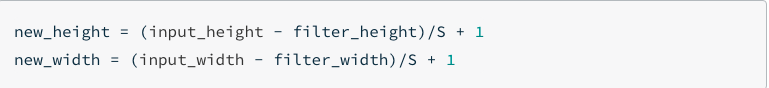 new_height = (input_height - filter_height)/S + 1
new_width = (input_width - filter_width)/S + 1